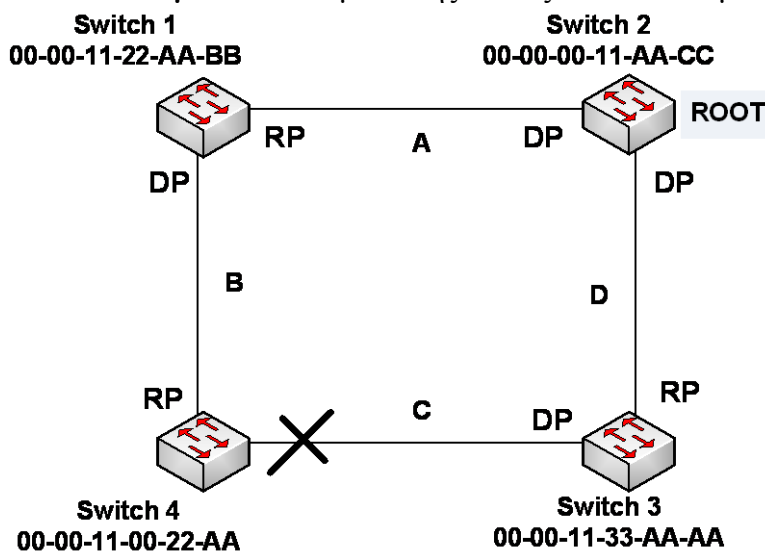 Switch 1
00-00-11-22-AA-BB
Switch 2
00-00-00-11-AA-CC
ROOT
RP
A
DP
DP
DP
B
D
RP
C
DP
RP
Switch 4
00-00-11-00-22-AA
Switch 3
00-00-11-33-AA-AA